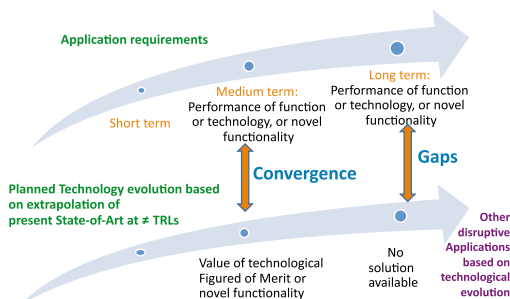 Application requirements
Short term
Medium term:
Performance of function
or technology, or novel
functionality
Long term:
Performance of function
or technology, or novel
functionality
Convergence
Gaps
Planned Technology evolution based
on extrapolation of
present State-of-Art at ≠ TRLs
Value of technological
Figured of Merit or
novel functionality
No
solution
available
Other
disruptive
Applications
based on
technological
evolution